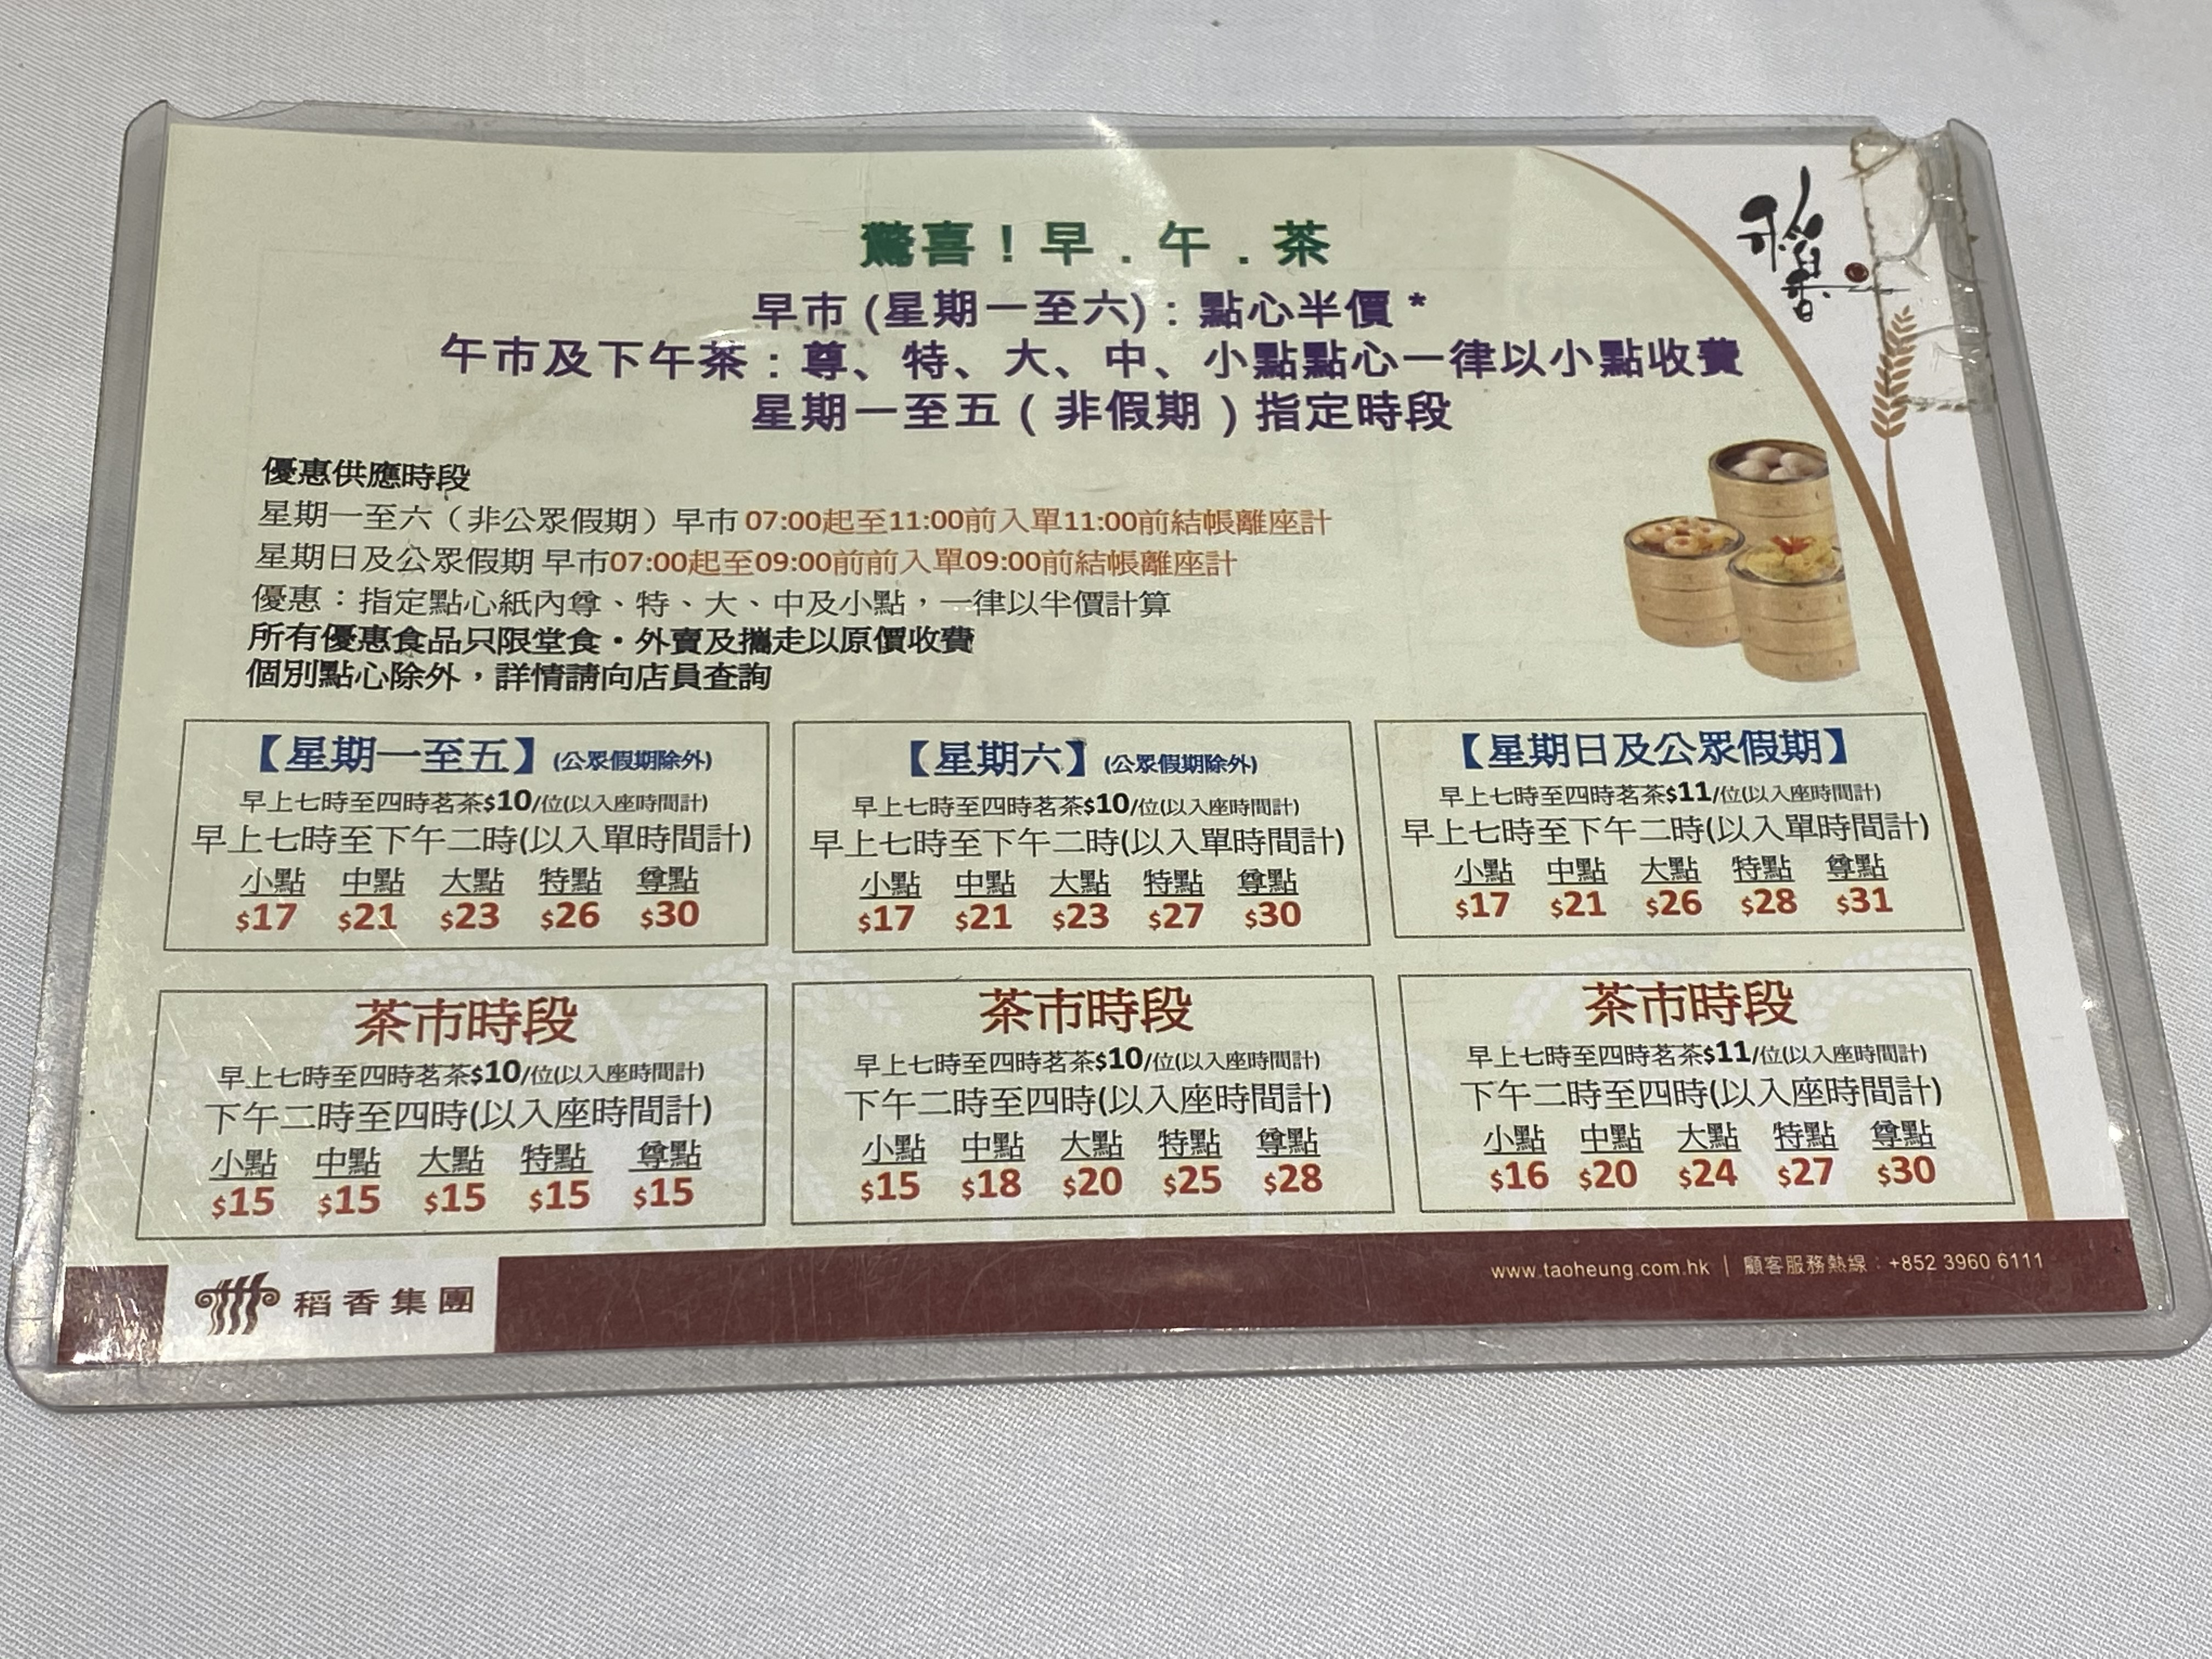 稻香
驚喜！早．午．茶
早市 (星期一至六)：點心半價 *
午市及下午茶：尊、特、大、中、小點點心一律以小點收費
星期一至五 ( 非假期 ) 指定時段
優惠供應時段
星期一至六（非公眾假期）早市 07:00起至11:00前入單11:00前結帳離座計
星期日及公眾假期 早市07:00起至09:00前前入單09:00前結帳離座計
優惠：指定點心紙內尊、特、大、中及小點，一律以半價計算
所有優惠食品只限堂食・外賣及攜走以原價收費
個別點心除外，詳情請向店員查詢
【星期一至五】(公眾假期除外)
早上七時至四時茗茶$10/位(以入座時間計)
早上七時至下午二時(以入單時間計)
小點 中點 大點 特點 尊點
$17 $21 $23 $26 $30
【星期六】(公眾假期除外)
早上七時至四時茗茶$10/位(以入座時間計)
早上七時至下午二時(以入單時間計)
小點 中點 大點 特點 尊點
$17 $21 $23 $27 $30
【星期日及公眾假期】
早上七時至四時茗茶$11/位(以入座時間計)
早上七時至下午二時(以入單時間計)
小點 中點 大點 特點 尊點
$17 $21 $26 $28 $31
茶市時段
早上七時至四時茗茶$10/位(以入座時間計)
下午二時至四時(以入座時間計)
小點 中點 大點 特點 尊點
$15 $15 $15 $15 $15
茶市時段
早上七時至四時茗茶$10/位(以入座時間計)
下午二時至四時(以入座時間計)
小點 中點 大點 特點 尊點
$15 $18 $20 $25 $28
茶市時段
早上七時至四時茗茶$11/位(以入座時間計)
下午二時至四時(以入座時間計)
小點 中點 大點 特點 尊點
$16 $20 $24 $27 $30
稻香集團
www.taoheung.com.hk | 顧客服務熱線：+852 3960 6111